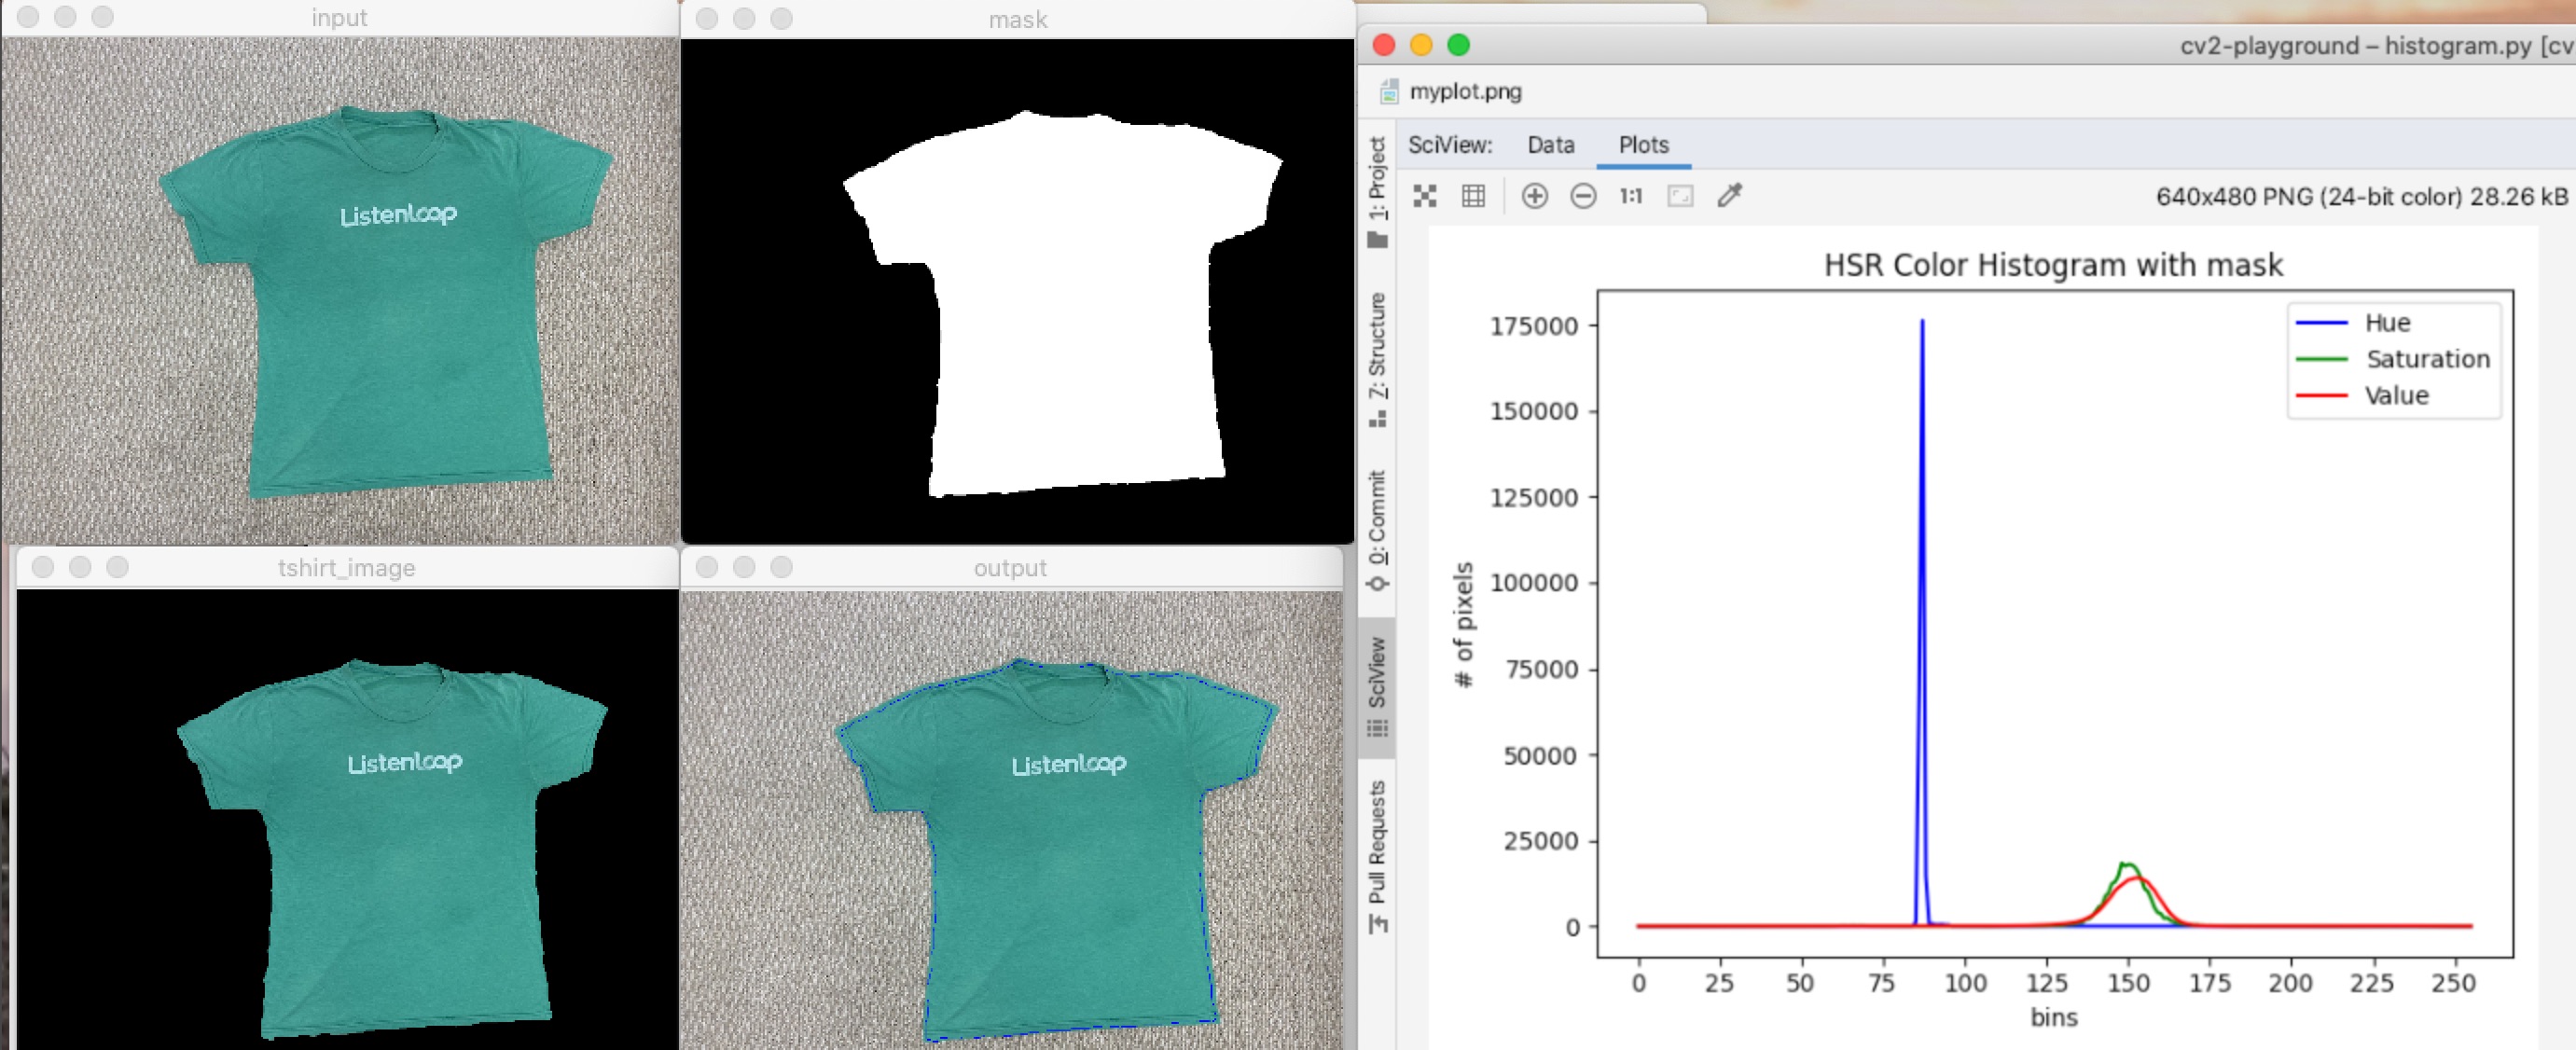 input
Listenloop
mask
tshirt_image
Listenloop
output
Listenloop
cv2-playground – histogram.py [cv
myplot.png
SciView: Data Plots
1:1
640x480 PNG (24-bit color) 28.26 kB
1: Project
7: Structure
0: Commit
SciView
Pull Requests
HSR Color Histogram with mask
Hue
Saturation
Value
# of pixels
175000
150000
125000
100000
75000
50000
25000
0
0 25 50 75 100 125 150 175 200 225 250
bins